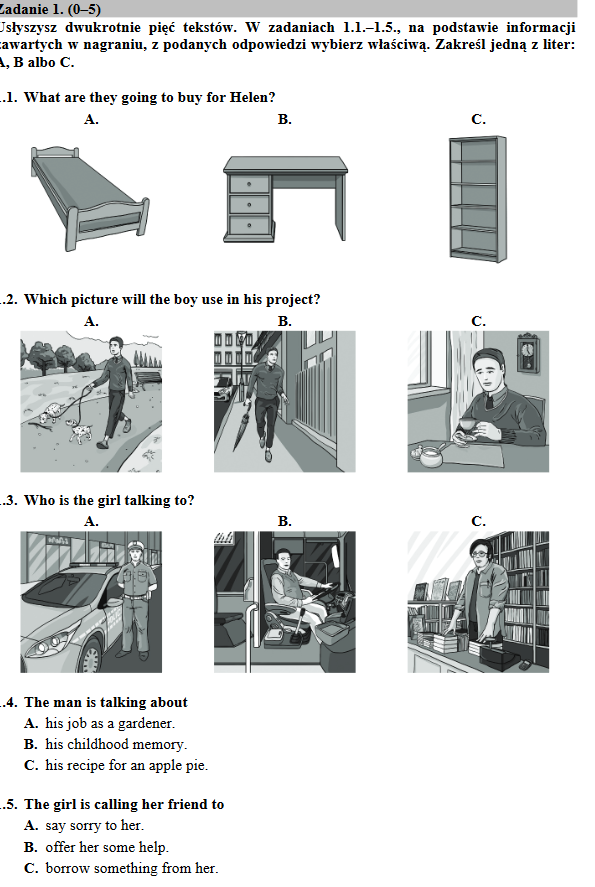 Zadanie 1. (0–5)
Usłyszysz dwukrotnie pięć tekstów. W zadaniach 1.1.–1.5., na podstawie informacji
zawartych w nagraniu, z podanych odpowiedzi wybierz właściwą. Zakreśl jedną z liter:
A, B albo C.
.1. What are they going to buy for Helen?
A. B. C.
.2. Which picture will the boy use in his project?
A. B. C.
.3. Who is the girl talking to?
A. B. C.
.4. The man is talking about
A. his job as a gardener.
B. his childhood memory.
C. his recipe for an apple pie.
.5. The girl is calling her friend to
A. say sorry to her.
B. offer her some help.
C. borrow something from her.